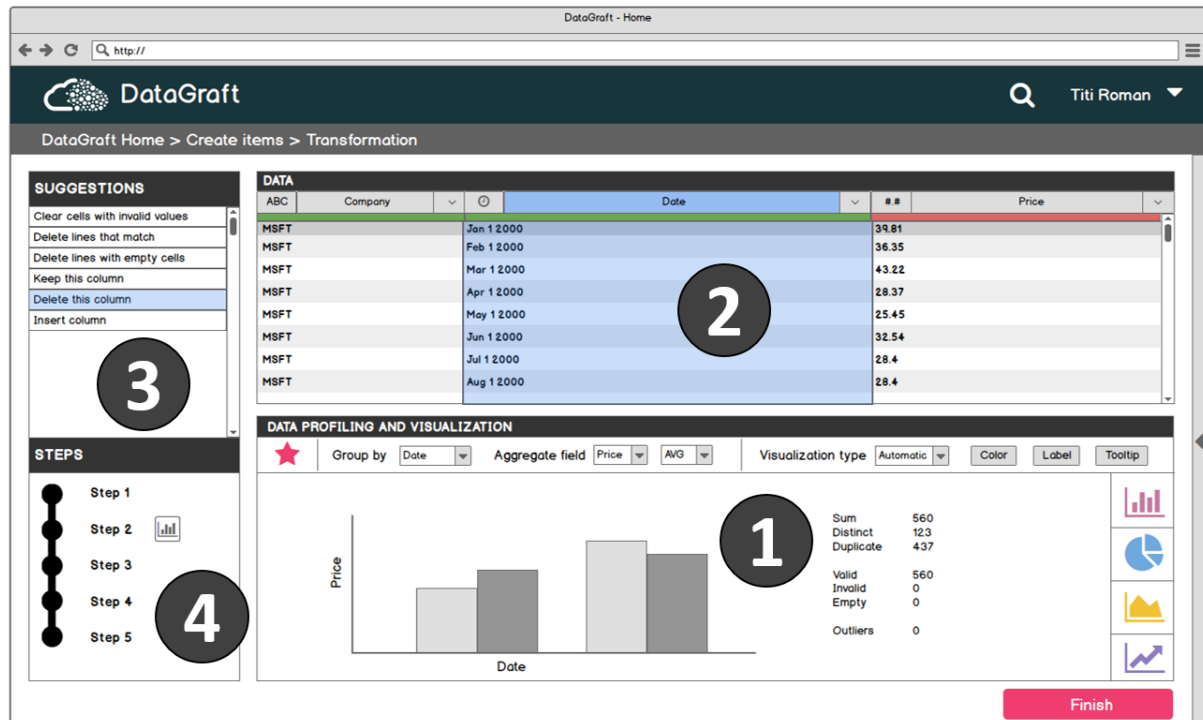 DataGraft - Home
http://
DataGraft
Titi Roman
DataGraft Home > Create items > Transformation
SUGGESTIONS
Clear cells with invalid values
Delete lines that match
Delete lines with empty cells
Keep this column
Delete this column
Insert column
3
DATA
ABC Company Date #.# Price
MSFT Jan 1 2000 39.81
MSFT Feb 1 2000 36.35
MSFT Mar 1 2000 43.22
MSFT Apr 1 2000 28.37
MSFT May 1 2000 25.45
MSFT Jun 1 2000 32.54
MSFT Jul 1 2000 28.4
MSFT Aug 1 2000 28.4
2
STEPS
Step 1
Step 2
Step 3
Step 4
Step 5
4
DATA PROFILING AND VISUALIZATION
Group by Date Aggregate field Price AVG Visualization type Automatic Color Label Tooltip
Price
Date
1
Sum 560
Distinct 123
Duplicate 437
Valid 560
Invalid 0
Empty 0
Outliers 0
Finish